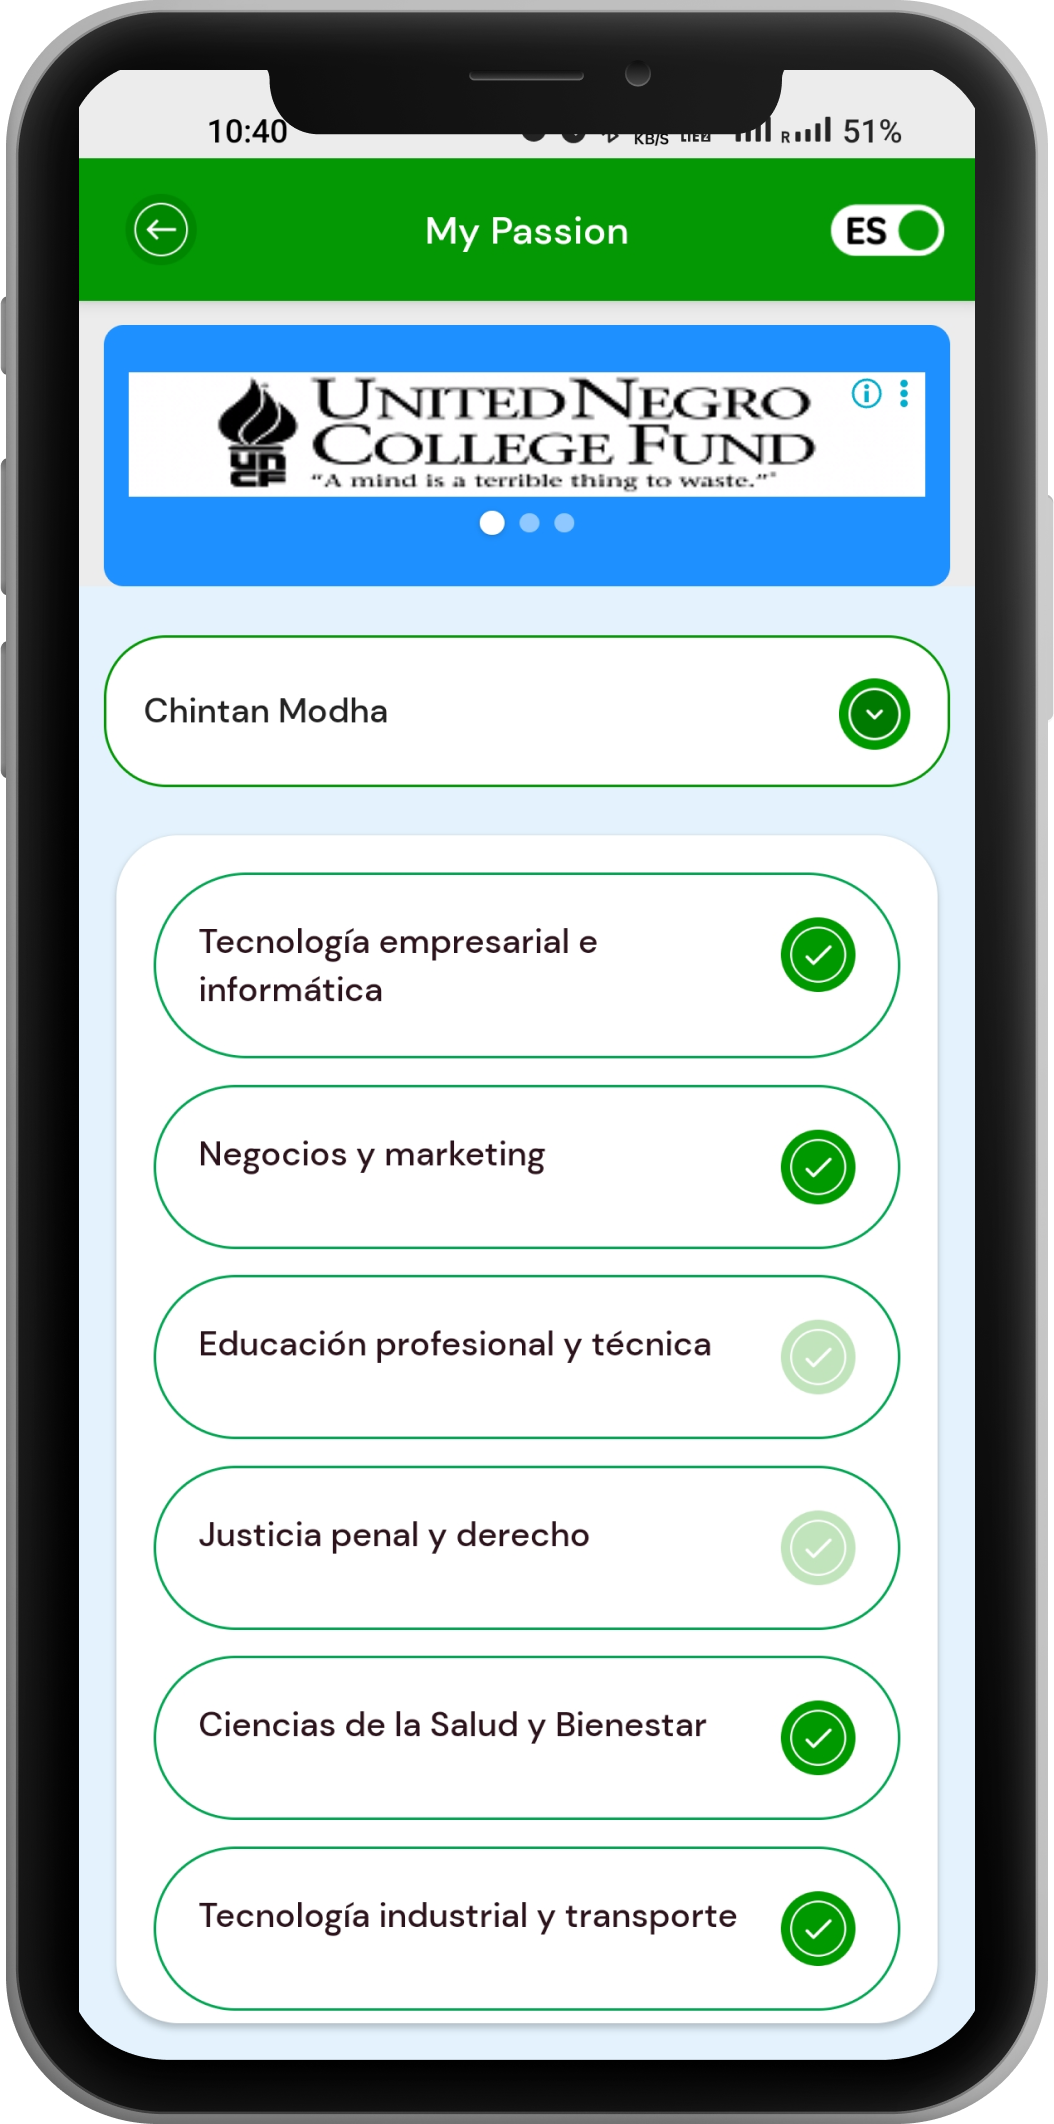 10:40 KB/S R 51%
My Passion
ES
UNITED NEGRO
COLLEGE FUND
"A mind is a terrible thing to waste."®
Chintan Modha
Tecnología empresarial e
informática
Negocios y marketing
Educación profesional y técnica
Justicia penal y derecho
Ciencias de la Salud y Bienestar
Tecnología industrial y transporte